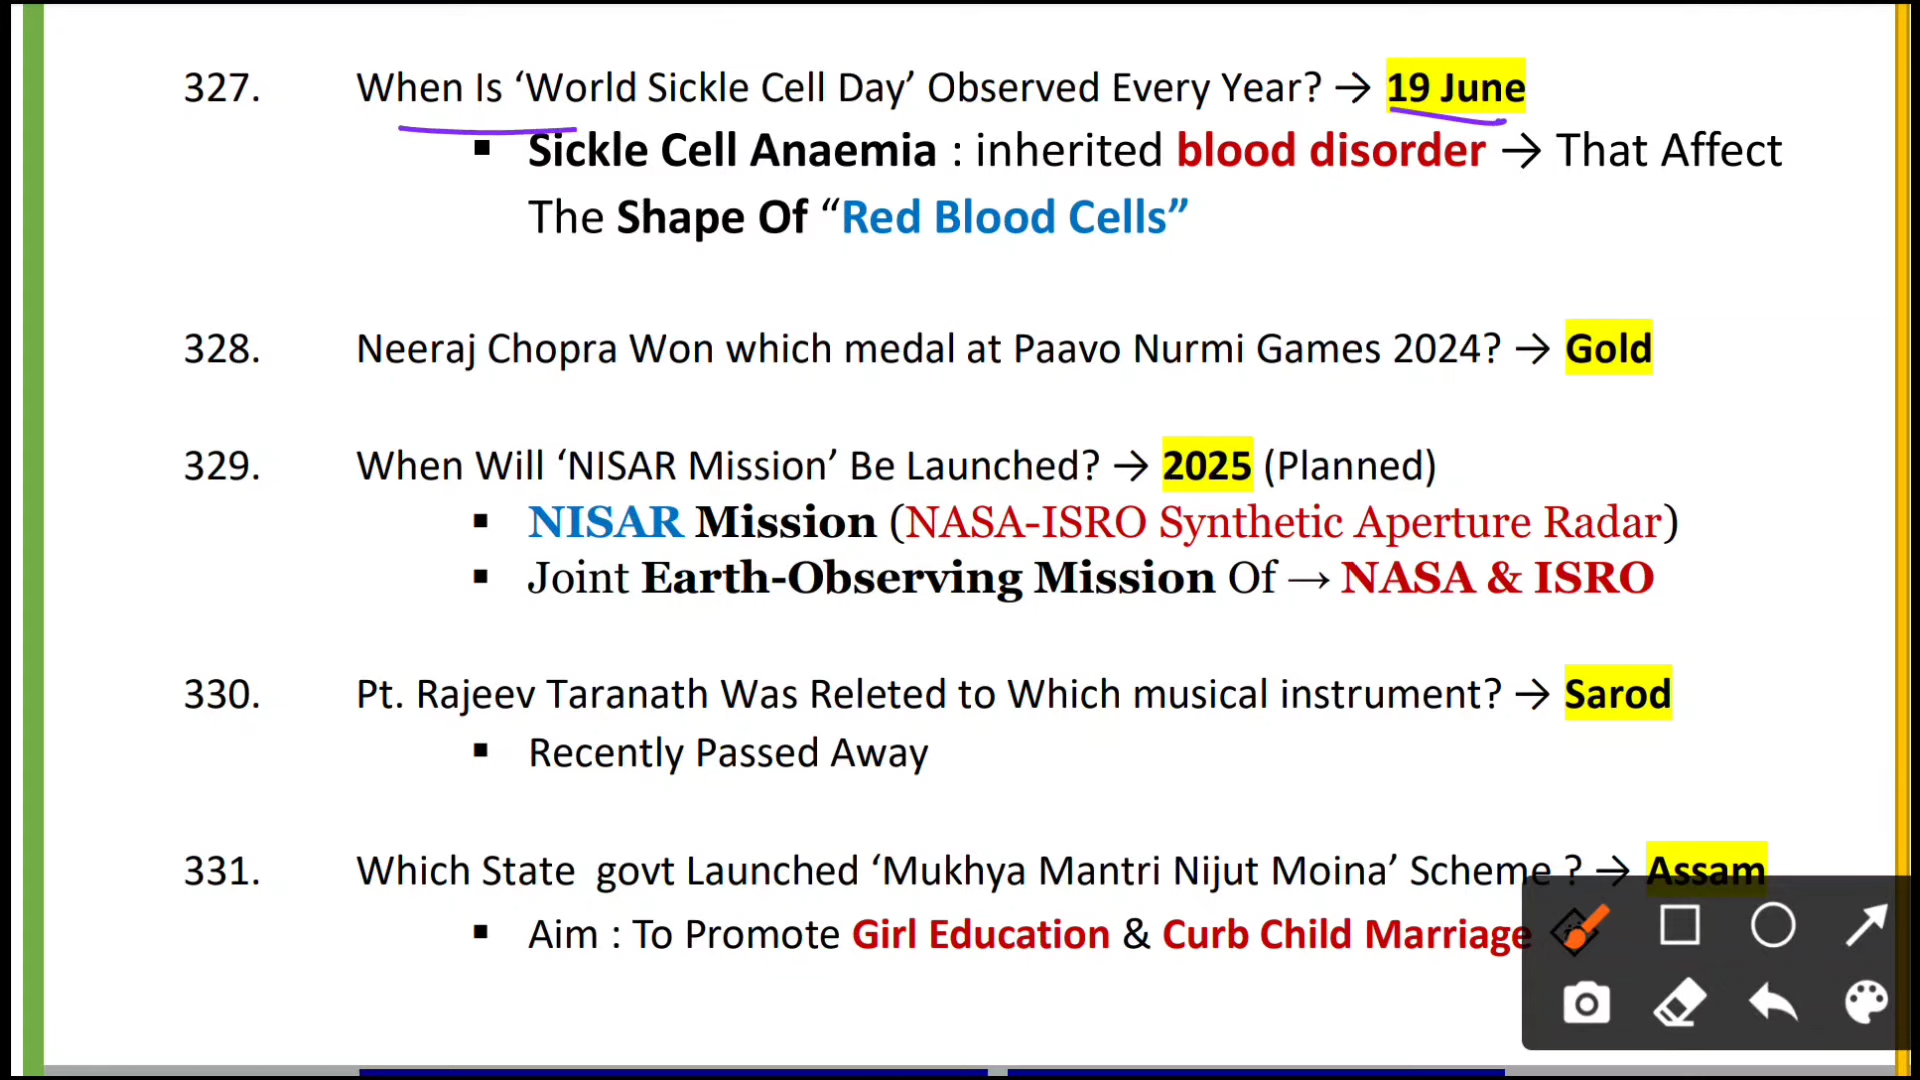 327. When Is ‘World Sickle Cell Day’ Observed Every Year? → 19 June
▪ Sickle Cell Anaemia : inherited blood disorder → That Affect
The Shape Of “Red Blood Cells”
328. Neeraj Chopra Won which medal at Paavo Nurmi Games 2024? → Gold
329. When Will ‘NISAR Mission’ Be Launched? → 2025 (Planned)
▪ NISAR Mission (NASA-ISRO Synthetic Aperture Radar)
▪ Joint Earth-Observing Mission Of → NASA & ISRO
330. Pt. Rajeev Taranath Was Releted to Which musical instrument? → Sarod
▪ Recently Passed Away
331. Which State govt Launched ‘Mukhya Mantri Nijut Moina’ Scheme ? → Assam
▪ Aim : To Promote Girl Education & Curb Child Marriage